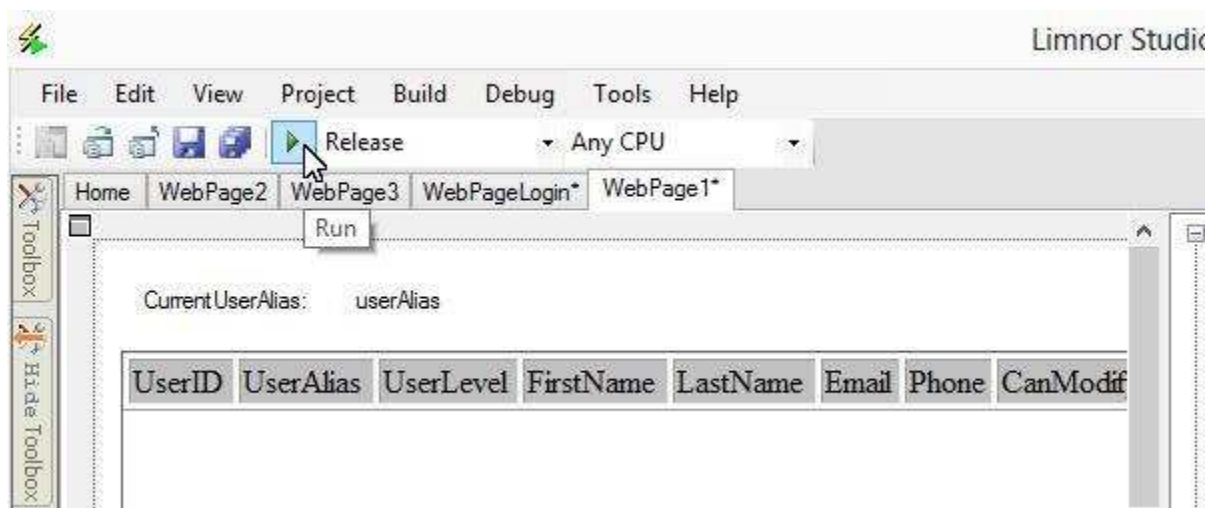 Limnor Studio
File Edit View Project Build Debug Tools Help
Release Any CPU
Home WebPage2 WebPage3 WebPageLogin* WebPage1*
Run
Toolbox
Hide Toolbox
CurrentUserAlias: userAlias
UserID UserAlias UserLevel FirstName LastName Email Phone CanModif